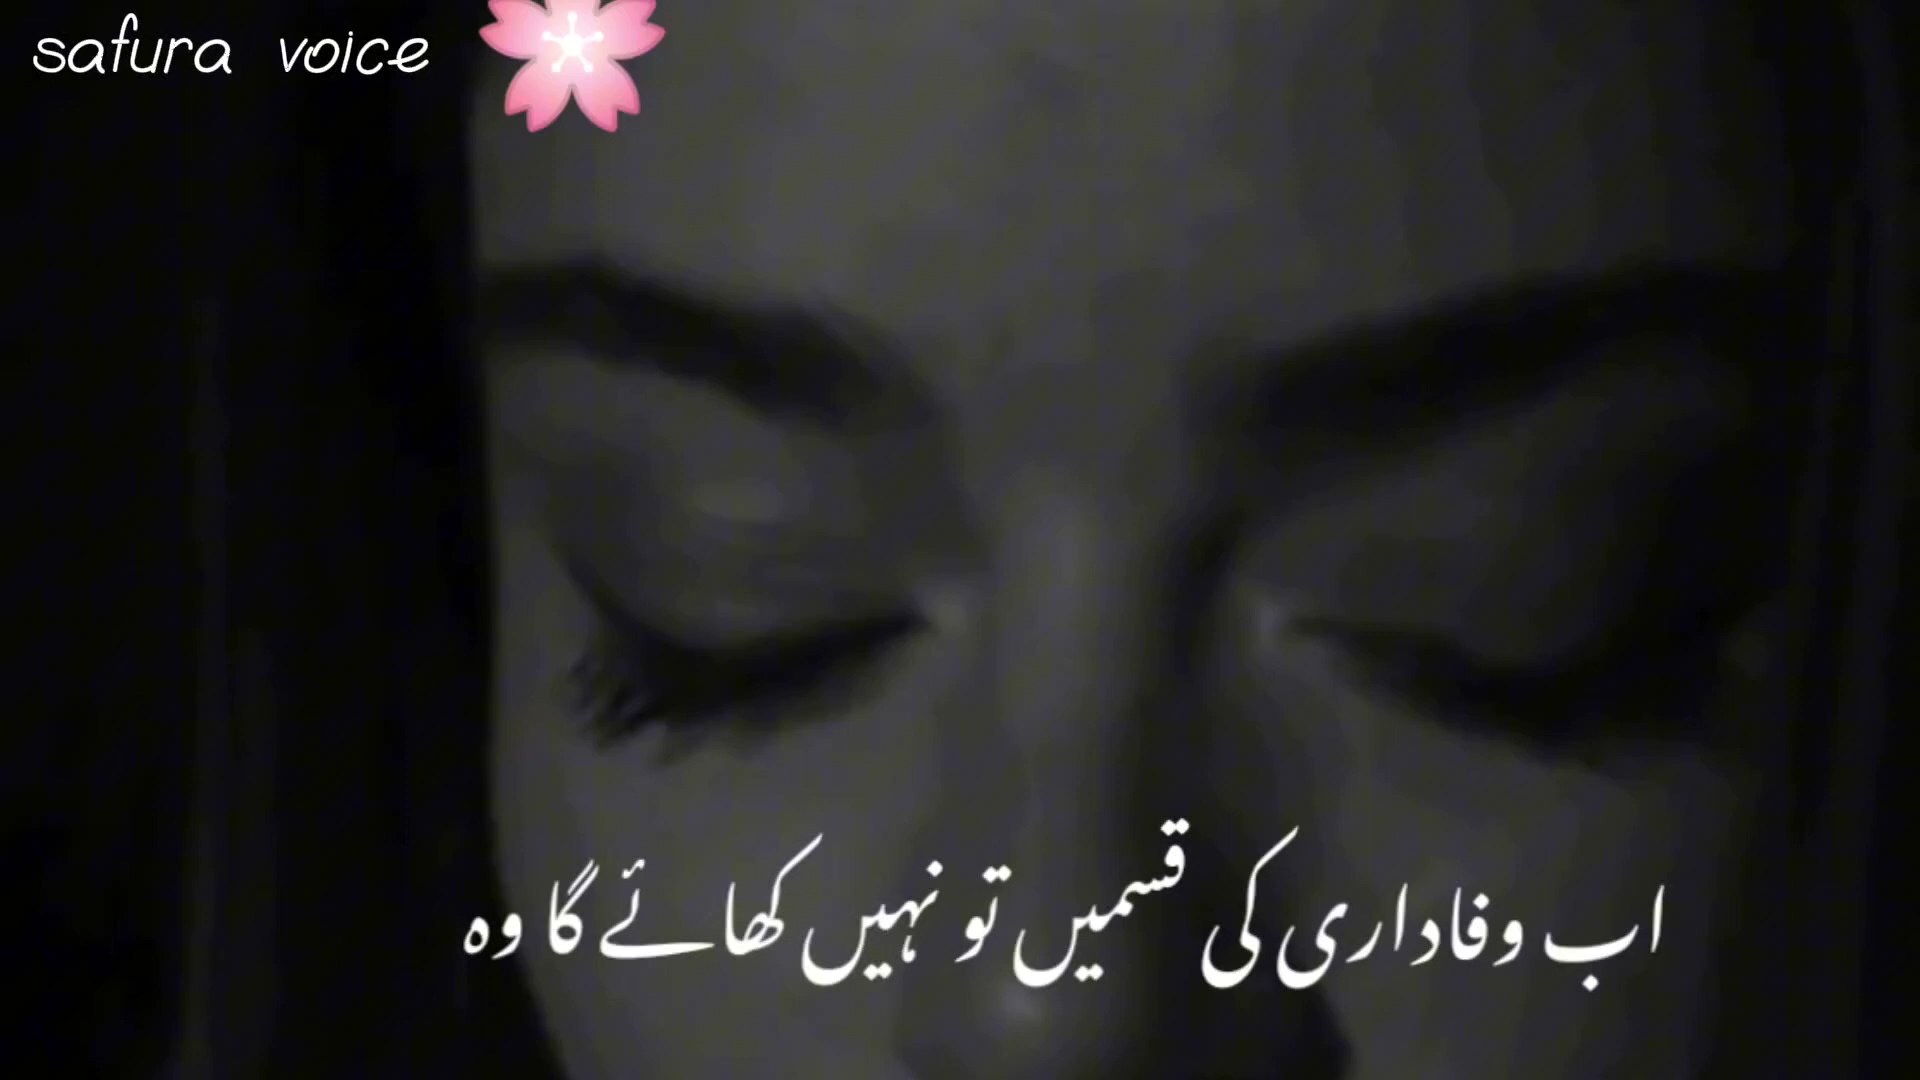 safura voice
اب وفاداری کی قسمیں تو نہیں کھائے گا وہ